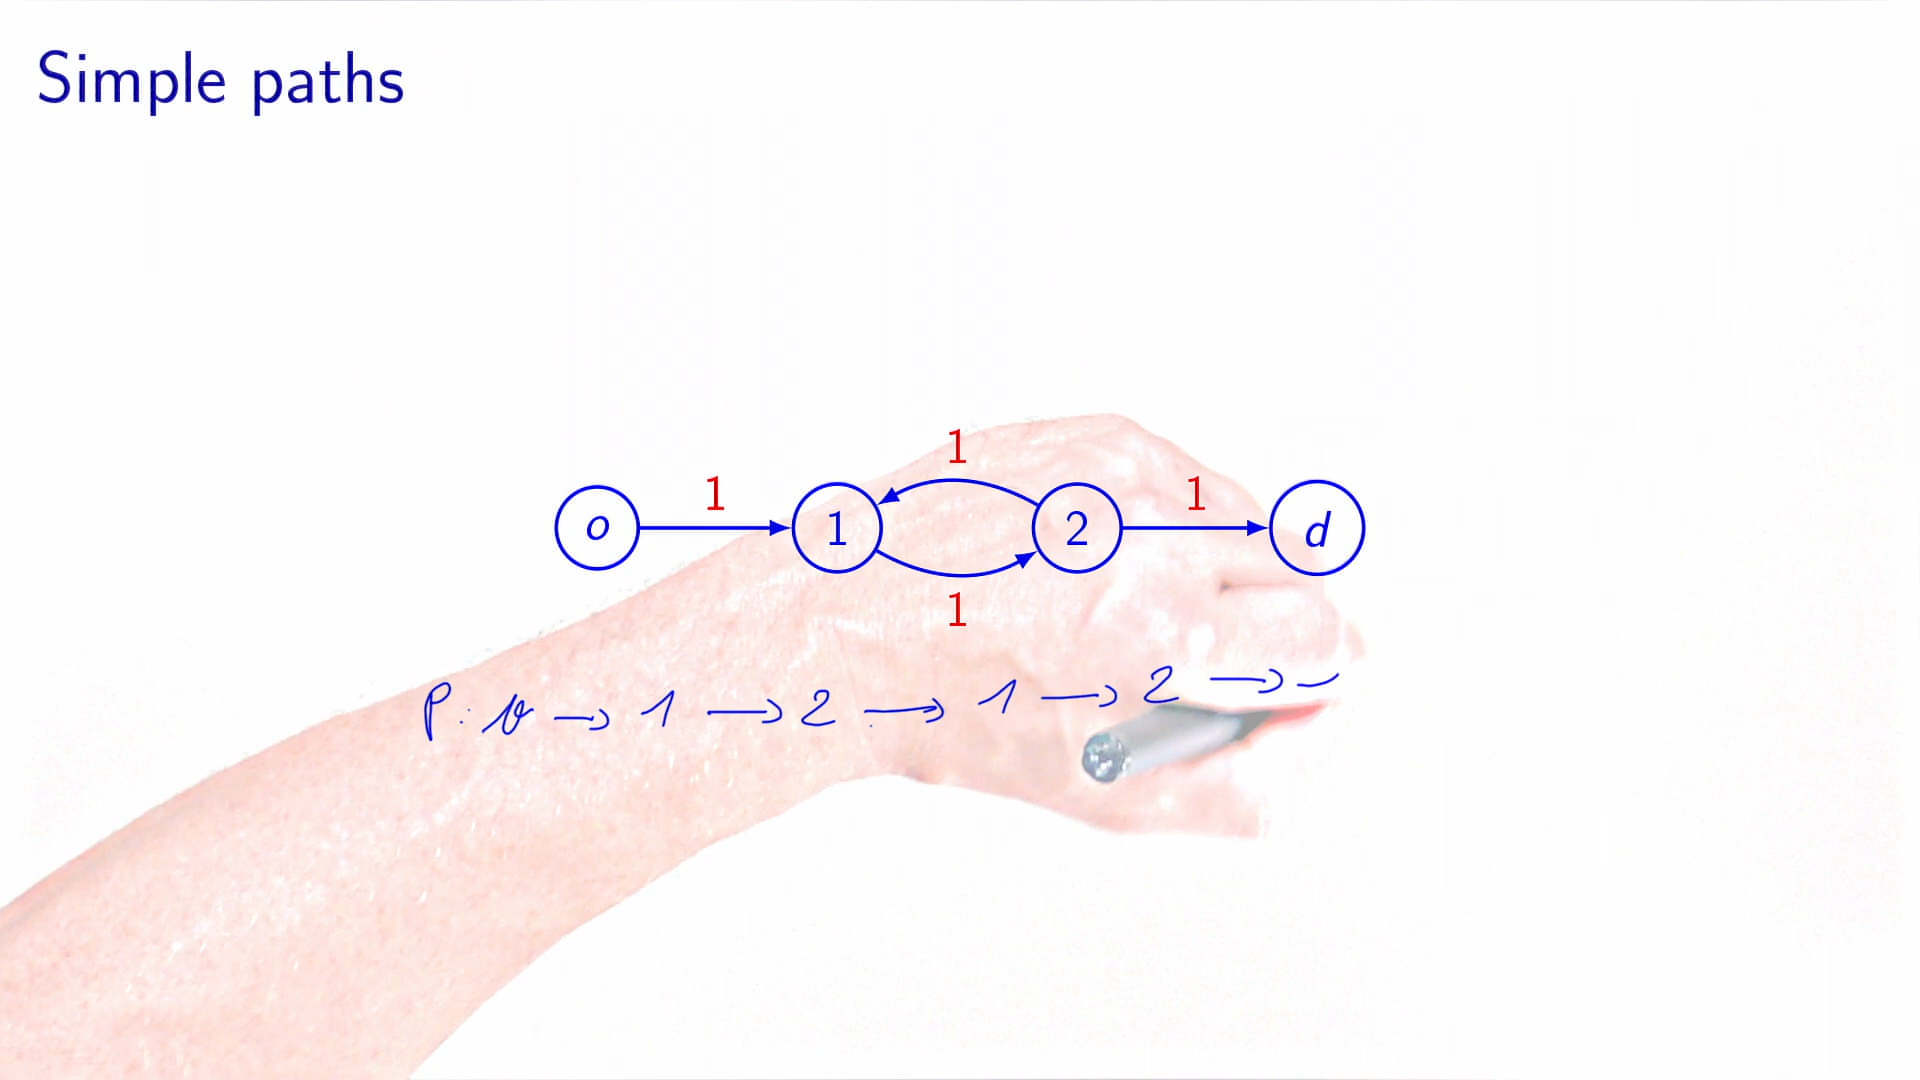 Simple paths
1
1 1
o 1 2 d
1
P: o → 1 → 2 → 1 → 2 →